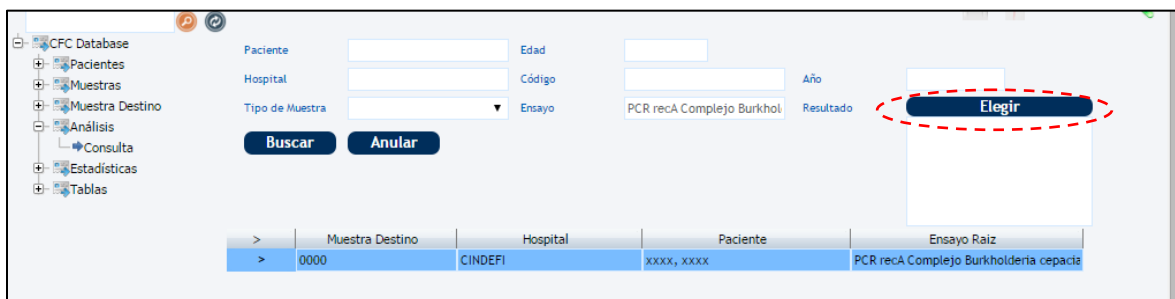 CFC Database
Pacientes
Muestras
Muestra Destino
Análisis
Consulta
Estadísticas
Tablas
Paciente Edad
Hospital Código Año
Tipo de Muestra Ensayo PCR recA Complejo Burkhol Resultado Elegir
Buscar Anular
> Muestra Destino Hospital Paciente Ensayo Raiz
> 0000 CINDEFI xxxx, xxxx PCR recA Complejo Burkholderia cepacia